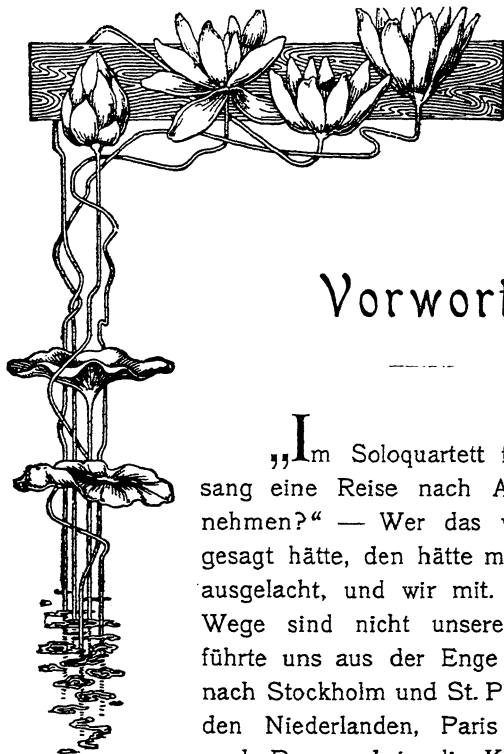 Vorwort
„Im Soloquartett
sang eine Reise nach
nehmen?“ — Wer das
gesagt hätte, den hätte
ausgelacht, und wir mit.
Wege sind nicht unsere
führte uns aus der Enge
nach Stockholm und St. P
den Niederlanden, Paris